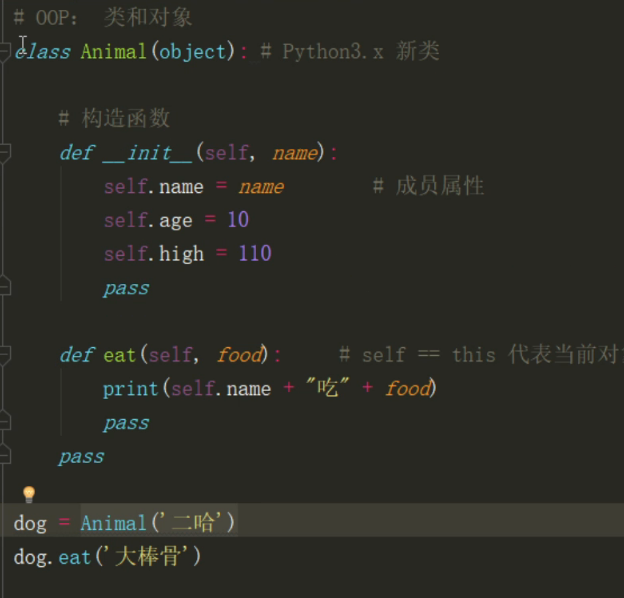 # OOP： 类和对象
class Animal(object): # Python3.x 新类
# 构造函数
def __init__(self, name):
self.name = name # 成员属性
self.age = 10
self.high = 110
pass
def eat(self, food): # self == this 代表当前对
print(self.name + "吃" + food)
pass
pass
dog = Animal('二哈')
dog.eat('大棒骨')